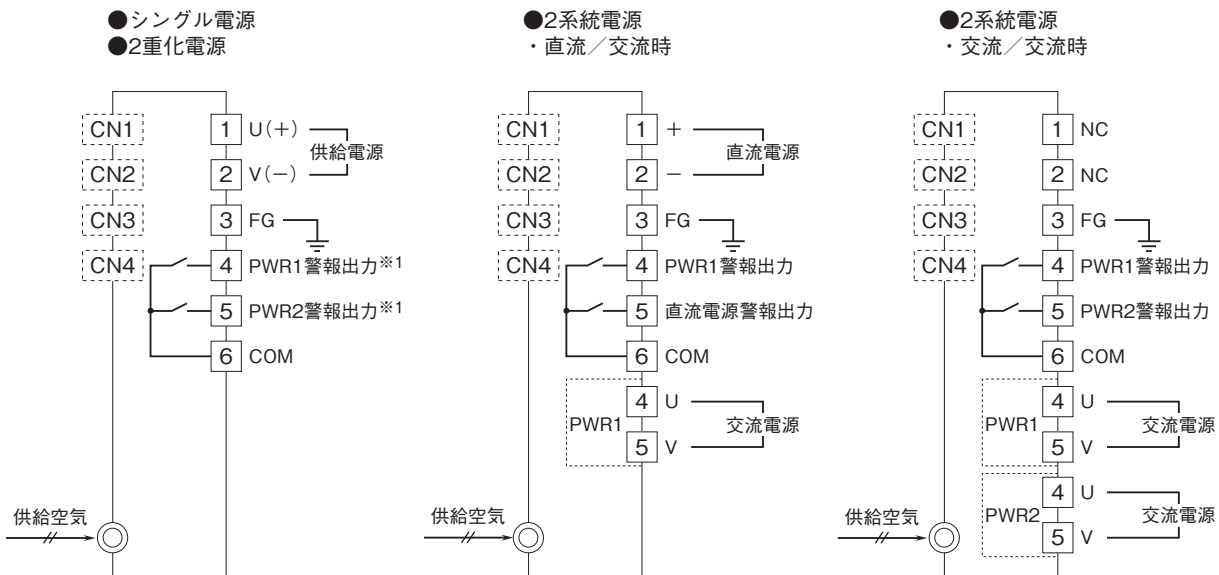 ●シングル電源
●2重化電源
CN1
CN2
CN3
CN4
1 U(+)
供給電源
2 V(−)
3 FG
4 PWR1警報出力※1
5 PWR2警報出力※1
6 COM
供給空気
●2系統電源
・直流／交流時
CN1
CN2
CN3
CN4
1 +
直流電源
2 −
3 FG
4 PWR1警報出力
5 直流電源警報出力
6 COM
PWR1
4 U
交流電源
5 V
供給空気
●2系統電源
・交流／交流時
CN1
CN2
CN3
CN4
1 NC
2 NC
3 FG
4 PWR1警報出力
5 PWR2警報出力
6 COM
PWR1
4 U
交流電源
5 V
PWR2
4 U
交流電源
5 V
供給空気